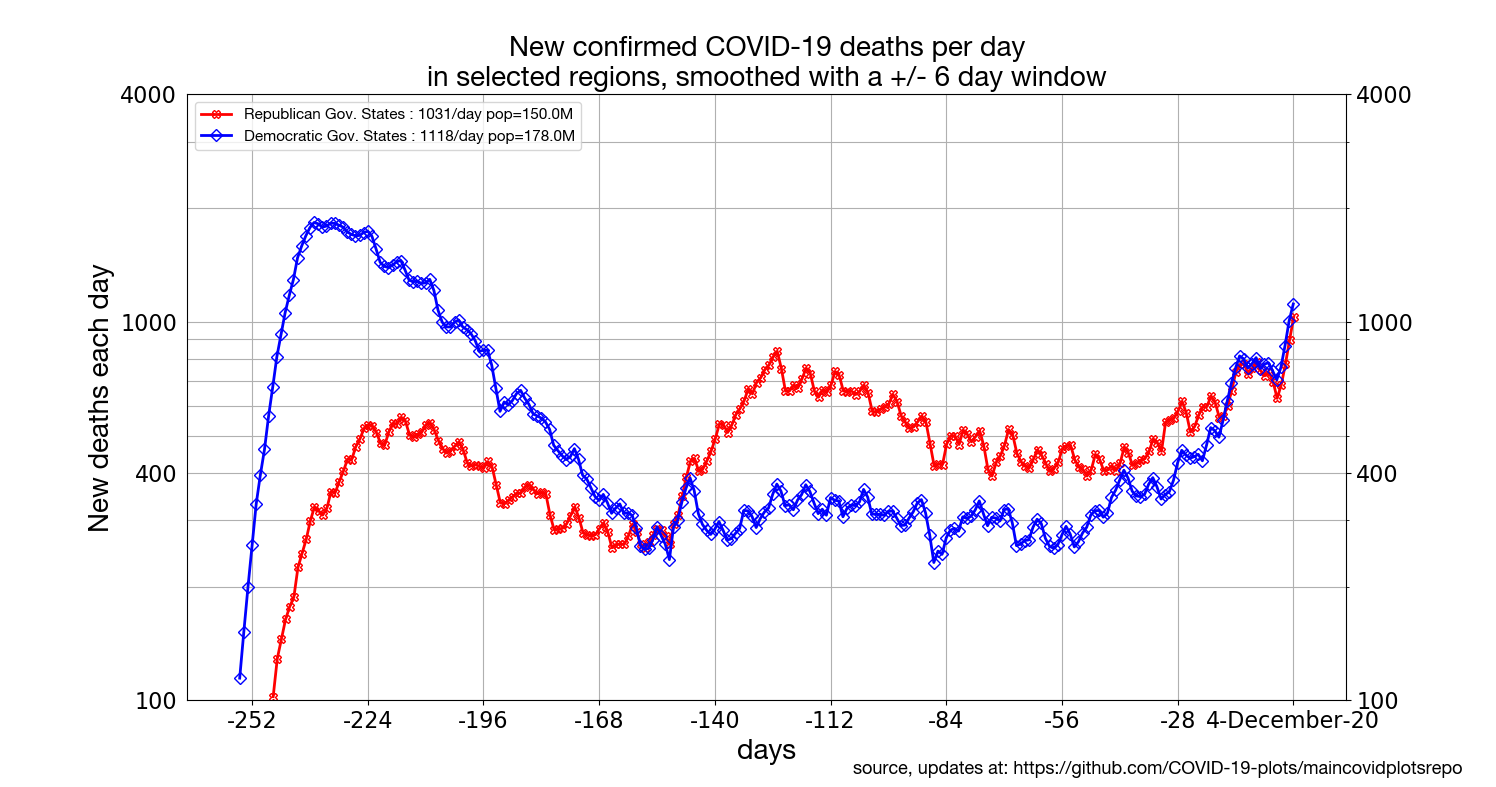 New confirmed COVID-19 deaths per day
in selected regions, smoothed with a +/- 6 day window
4000
4000
Republican Gov. States : 1031/day pop=150.0M
Democratic Gov. States : 1118/day pop=178.0M
New deaths each day
1000
1000
400
400
100
100
-252
-224
-196
-168
-140
-112
-84
-56
-28
4-December-20
days
source, updates at: https://github.com/COVID-19-plots/maincovidplotsrepo